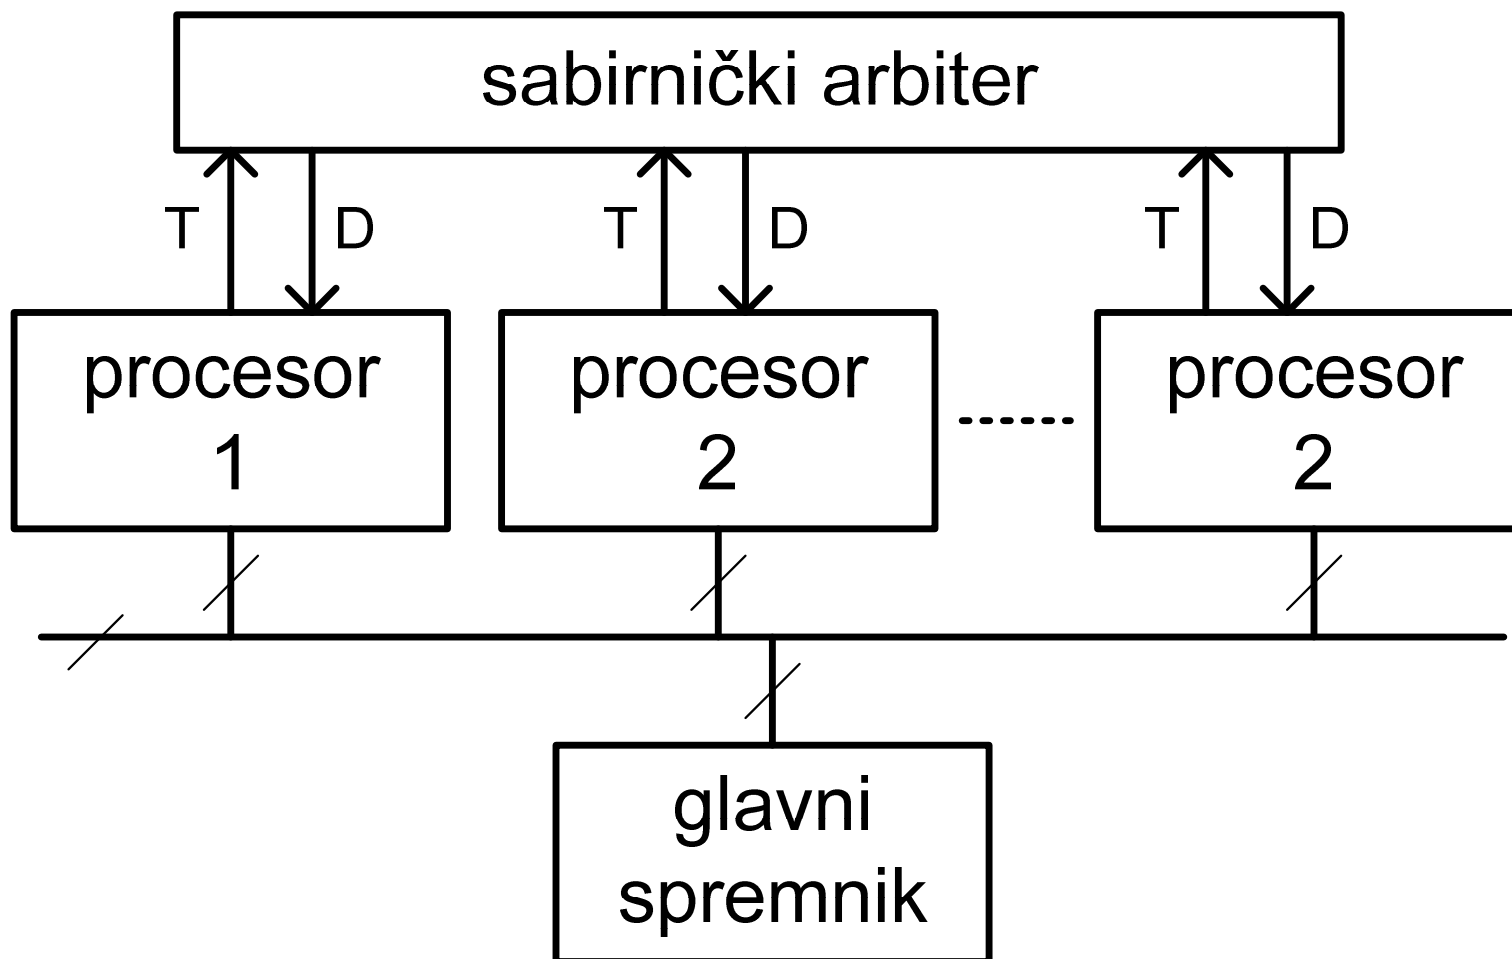 sabirnički arbiter
T D T D T D
procesor
1
procesor
2
procesor
2
glavni
spremnik